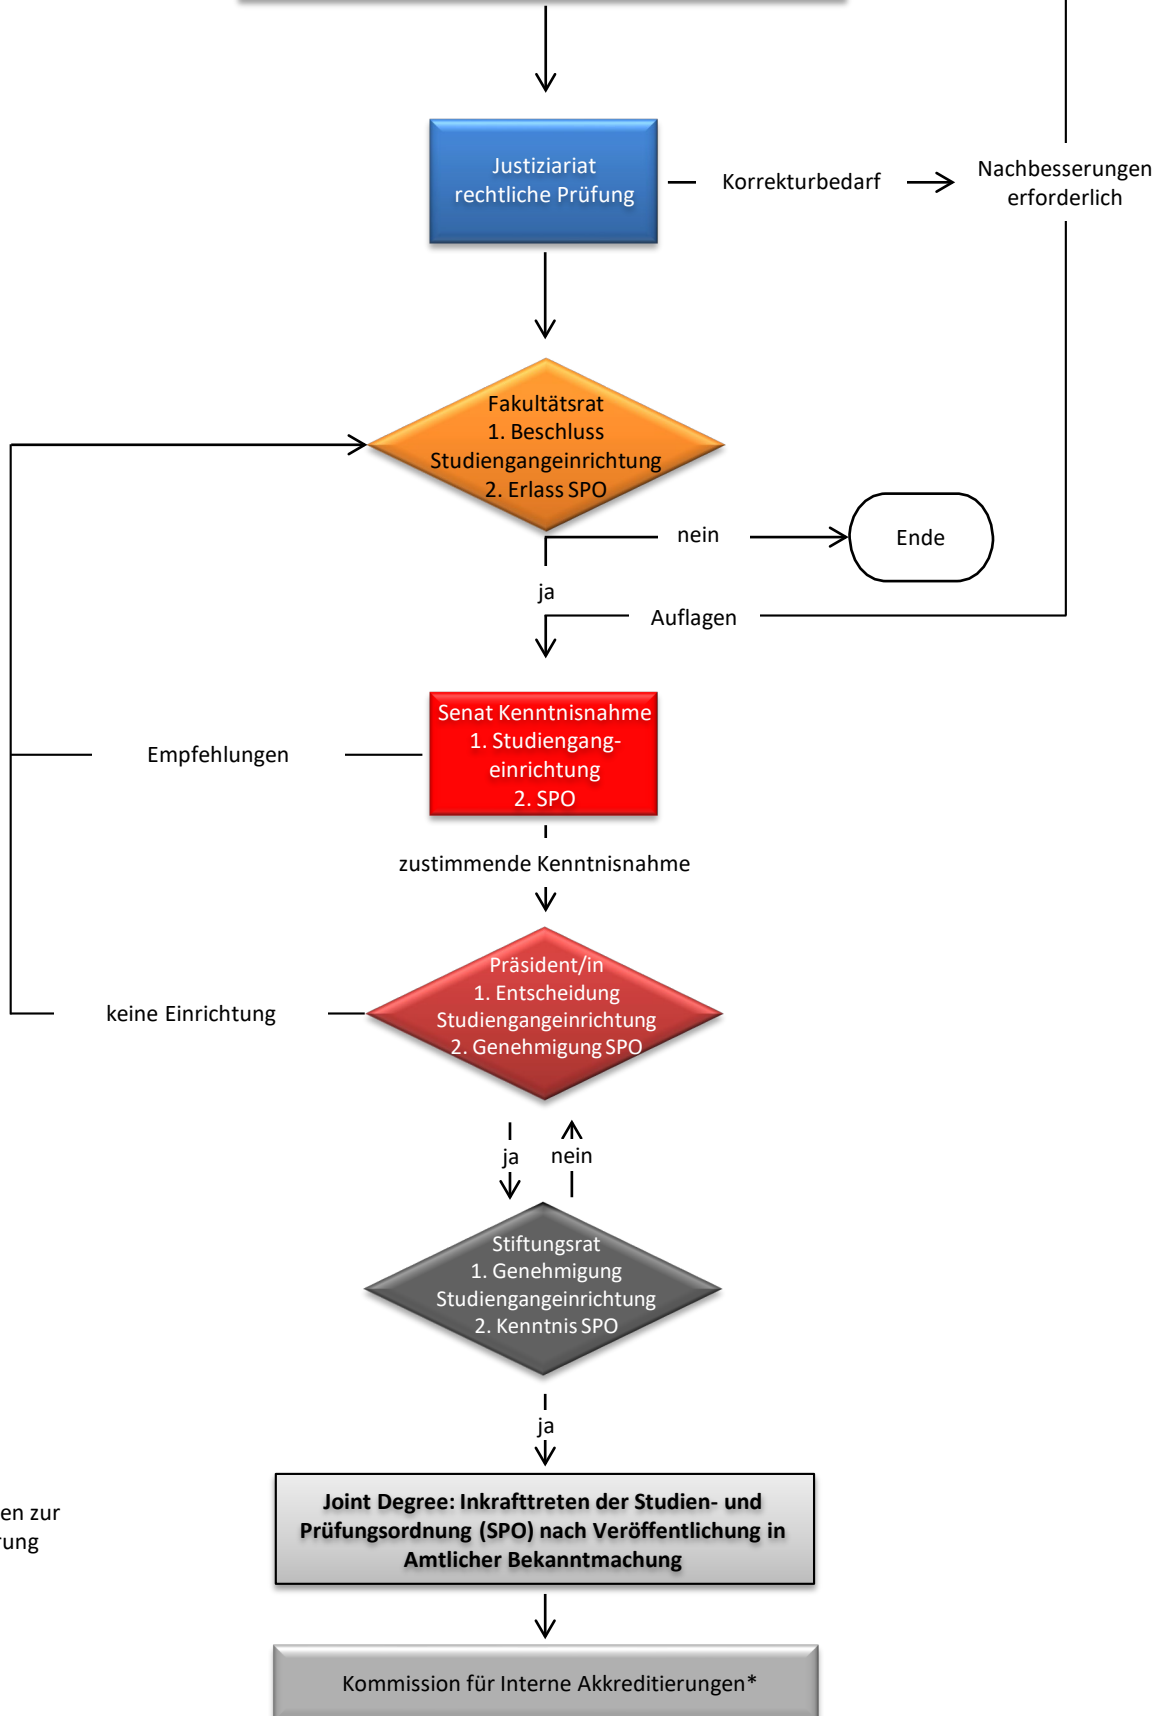 Justiziariat
rechtliche Prüfung
Korrekturbedarf
Nachbesserungen
erforderlich
Fakultätsrat
1. Beschluss
Studiengangeinrichtung
2. Erlass SPO
nein
Ende
ja
Auflagen
Senat Kenntnisnahme
1. Studiengang-
einrichtung
2. SPO
Empfehlungen
zustimmende Kenntnisnahme
Präsident/in
1. Entscheidung
Studiengangeinrichtung
2. Genehmigung SPO
keine Einrichtung
ja
nein
Stiftungsrat
1. Genehmigung
Studiengangeinrichtung
2. Kenntnis SPO
ja
Joint Degree: Inkrafttreten der Studien- und
Prüfungsordnung (SPO) nach Veröffentlichung in
Amtlicher Bekanntmachung
en zur
rung
Kommission für Interne Akkreditierungen*